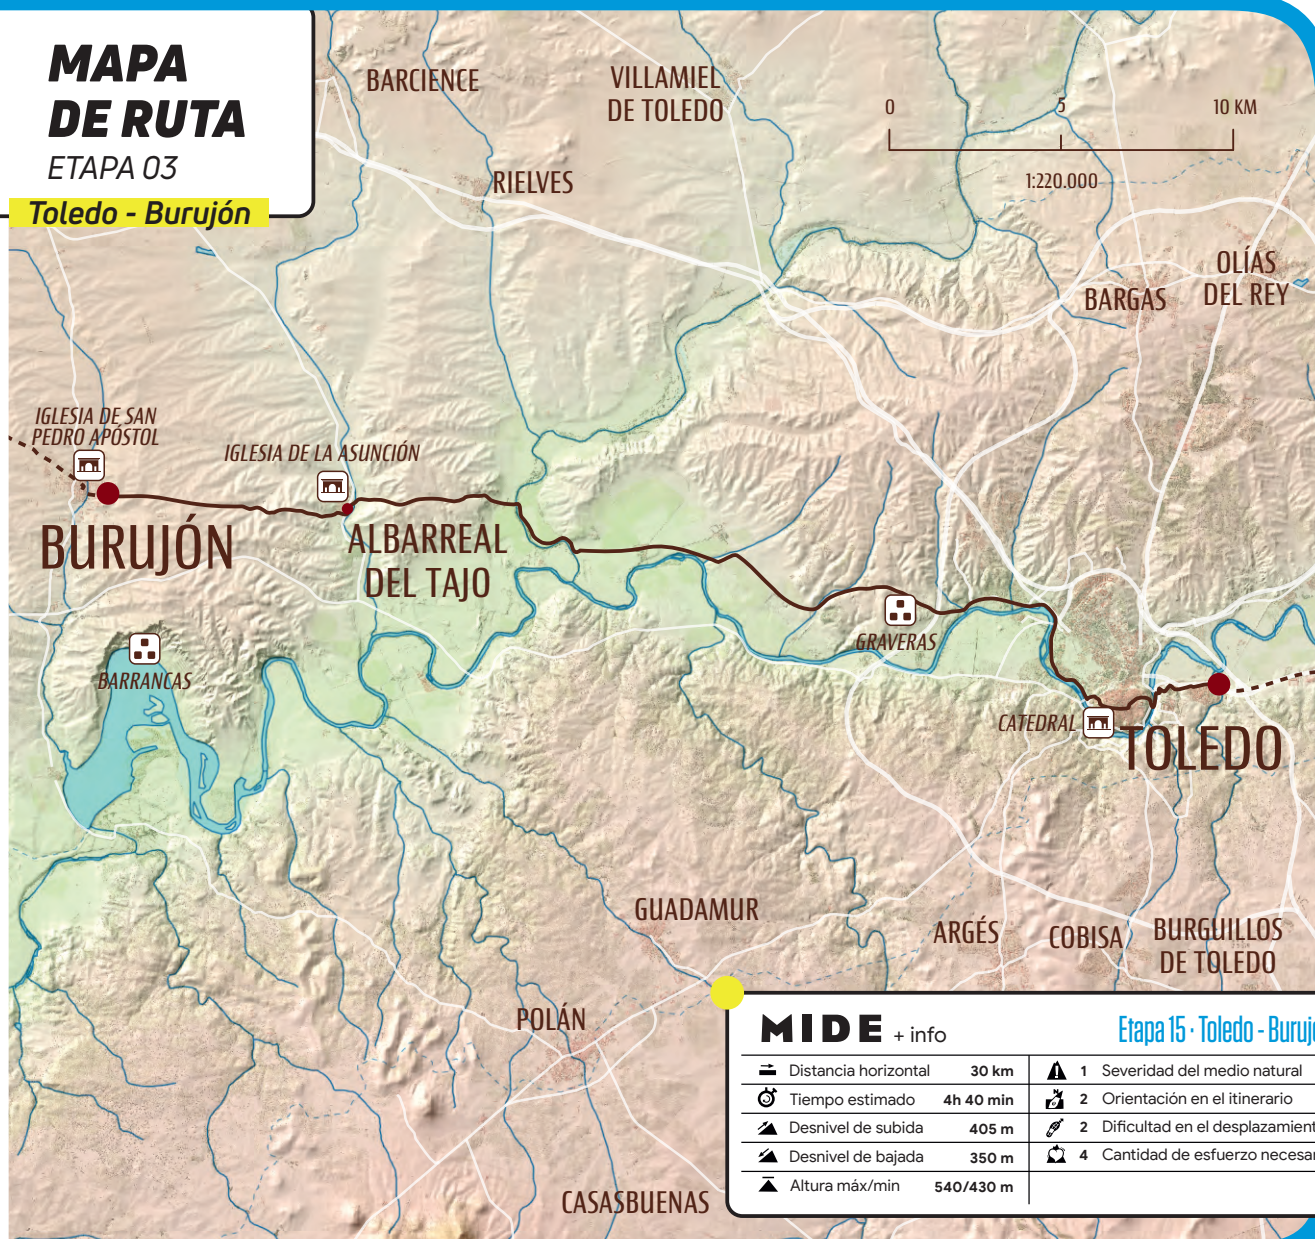 MAPA
DE RUTA
ETAPA 03
Toledo - Burujón
BARCIENCE
VILLAMIEL
DE TOLEDO
0
5
10 KM
1:220.000
RIELVES
OLÍAS
DEL REY
BARGAS
IGLESIA DE SAN
PEDRO APÓSTOL
IGLESIA DE LA ASUNCIÓN
BURUJÓN
ALBARREAL
DEL TAJO
GRAVERAS
BARRANCAS
CATEDRAL
TOLEDO
GUADAMUR
ARGÉS
COBISA
BURGUILLOS
DE TOLEDO
POLÁN
CASASBUENAS
MIDE + info
Etapa 15 · Toledo - Buruj
Distancia horizontal 30 km
Tiempo estimado 4h 40 min
Desnivel de subida 405 m
Desnivel de bajada 350 m
Altura máx/min 540/430 m
1 Severidad del medio natural
2 Orientación en el itinerario
2 Dificultad en el desplazamient
4 Cantidad de esfuerzo necesar